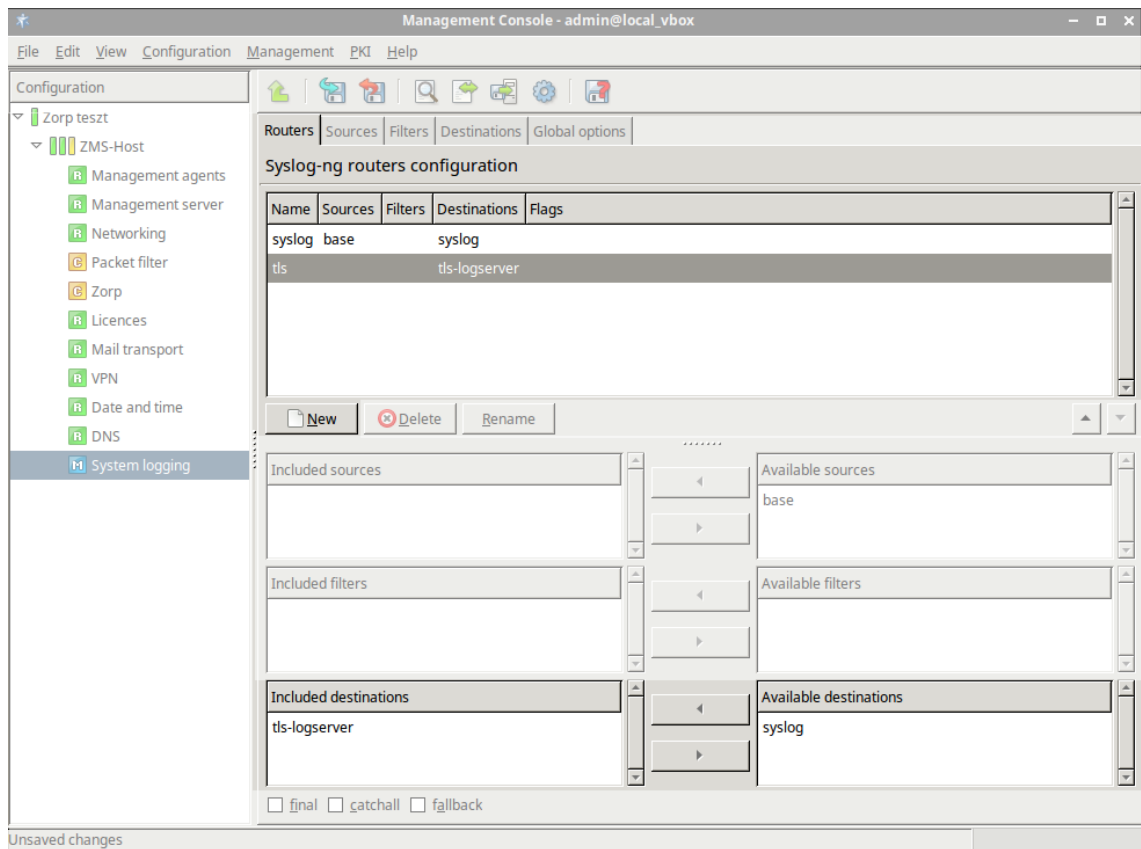 Management Console - admin@local_vbox
File Edit View Configuration Management PKI Help
Configuration
Zorp teszt
ZMS-Host
R Management agents
R Management server
R Networking
C Packet filter
C Zorp
R Licences
R Mail transport
R VPN
R Date and time
R DNS
M System logging
Routers Sources Filters Destinations Global options
Syslog-ng routers configuration
Name Sources Filters Destinations Flags
syslog base syslog
tls tls-logserver
New Delete Rename
Included sources
Available sources
base
Included filters
Available filters
Included destinations
tls-logserver
Available destinations
syslog
final catchall fallback
Unsaved changes